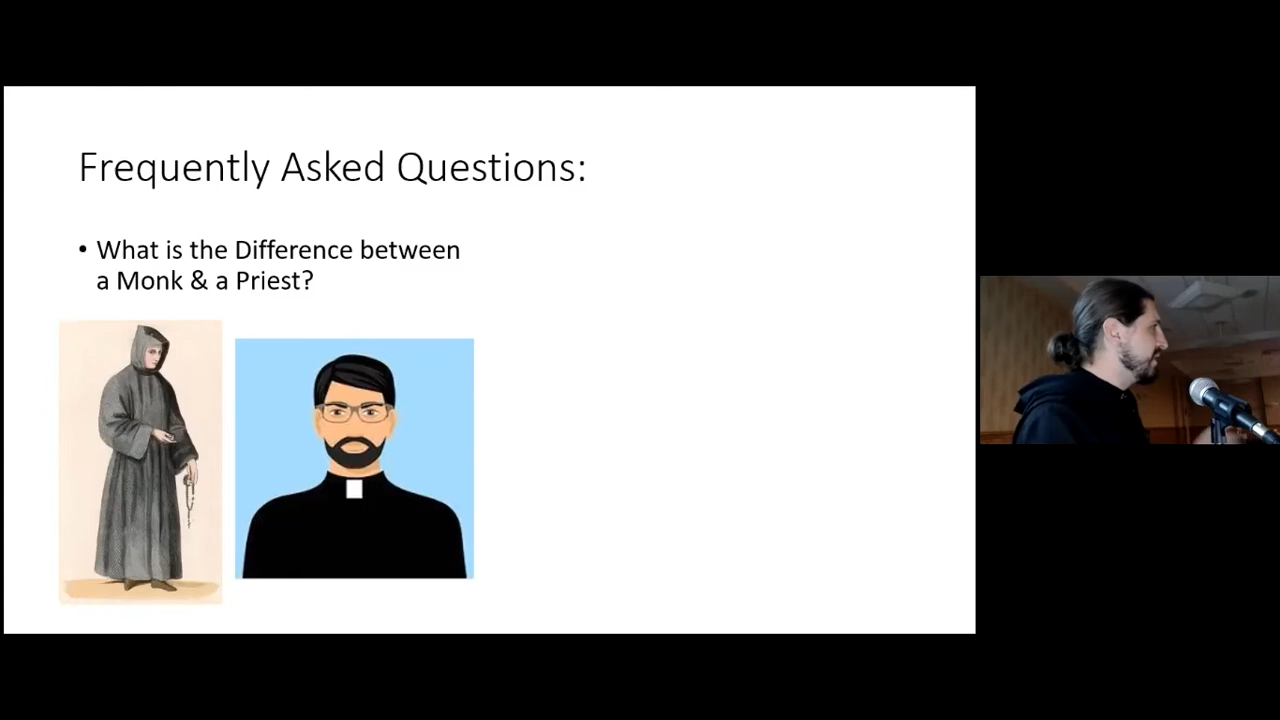 Frequently Asked Questions:
• What is the Difference between
a Monk & a Priest?